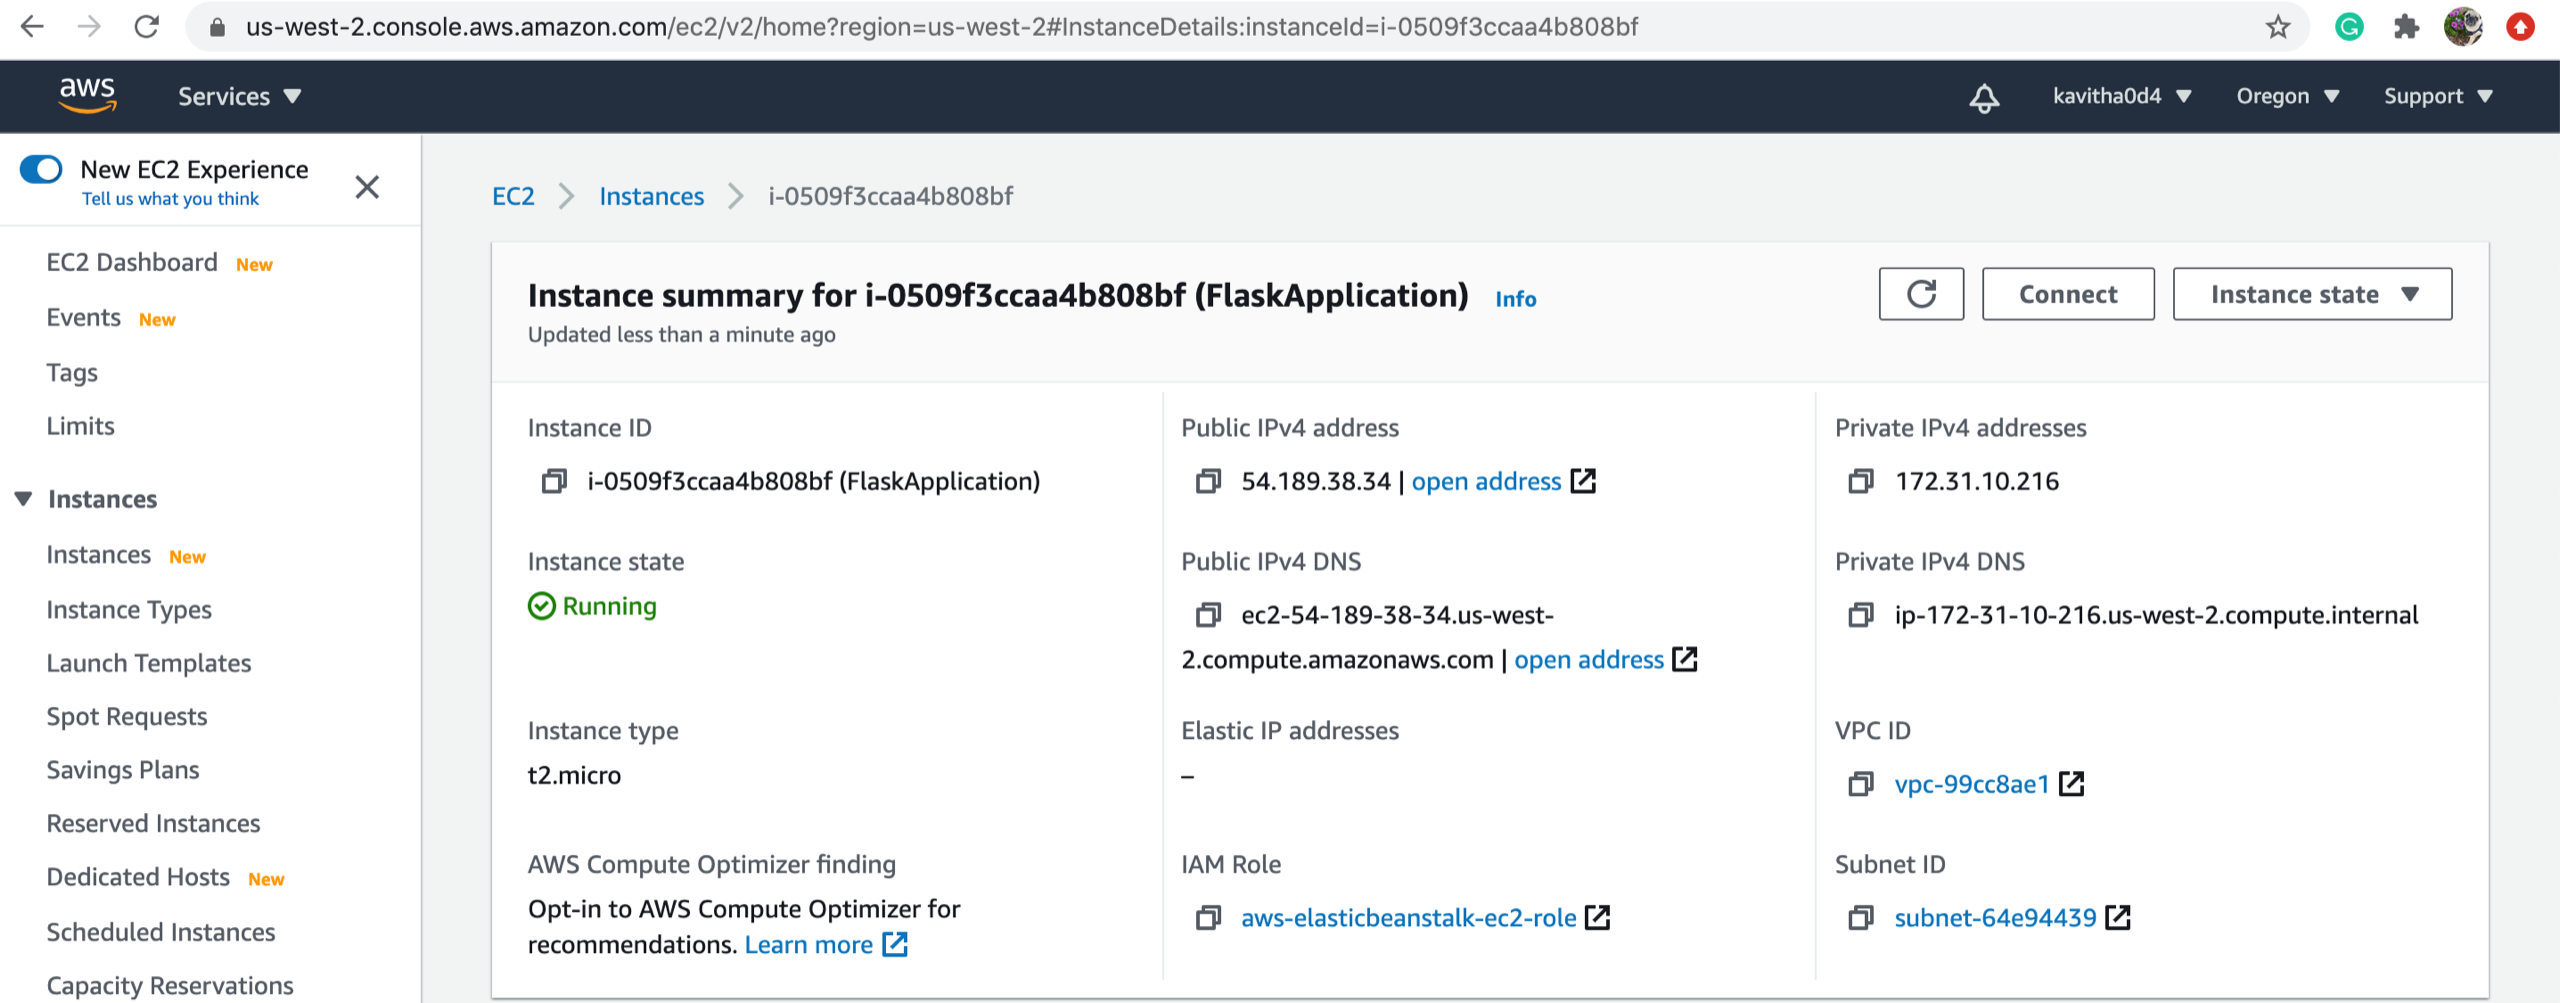 us-west-2.console.aws.amazon.com/ec2/v2/home?region=us-west-2#InstanceDetails:instanceId=i-0509f3ccaa4b808bf
aws
Services
kavitha0d4
Oregon
Support
New EC2 Experience
Tell us what you think
EC2 Dashboard New
Events New
Tags
Limits
Instances
Instances New
Instance Types
Launch Templates
Spot Requests
Savings Plans
Reserved Instances
Dedicated Hosts New
Scheduled Instances
Capacity Reservations
EC2
Instances
i-0509f3ccaa4b808bf
Instance summary for i-0509f3ccaa4b808bf (FlaskApplication) Info
Updated less than a minute ago
Connect
Instance state
Instance ID
i-0509f3ccaa4b808bf (FlaskApplication)
Instance state
Running
Instance type
t2.micro
AWS Compute Optimizer finding
Opt-in to AWS Compute Optimizer for
recommendations. Learn more
Public IPv4 address
54.189.38.34 | open address
Public IPv4 DNS
ec2-54-189-38-34.us-west-
2.compute.amazonaws.com | open address
Elastic IP addresses
–
IAM Role
aws-elasticbeanstalk-ec2-role
Private IPv4 addresses
172.31.10.216
Private IPv4 DNS
ip-172-31-10-216.us-west-2.compute.internal
VPC ID
vpc-99cc8ae1
Subnet ID
subnet-64e94439